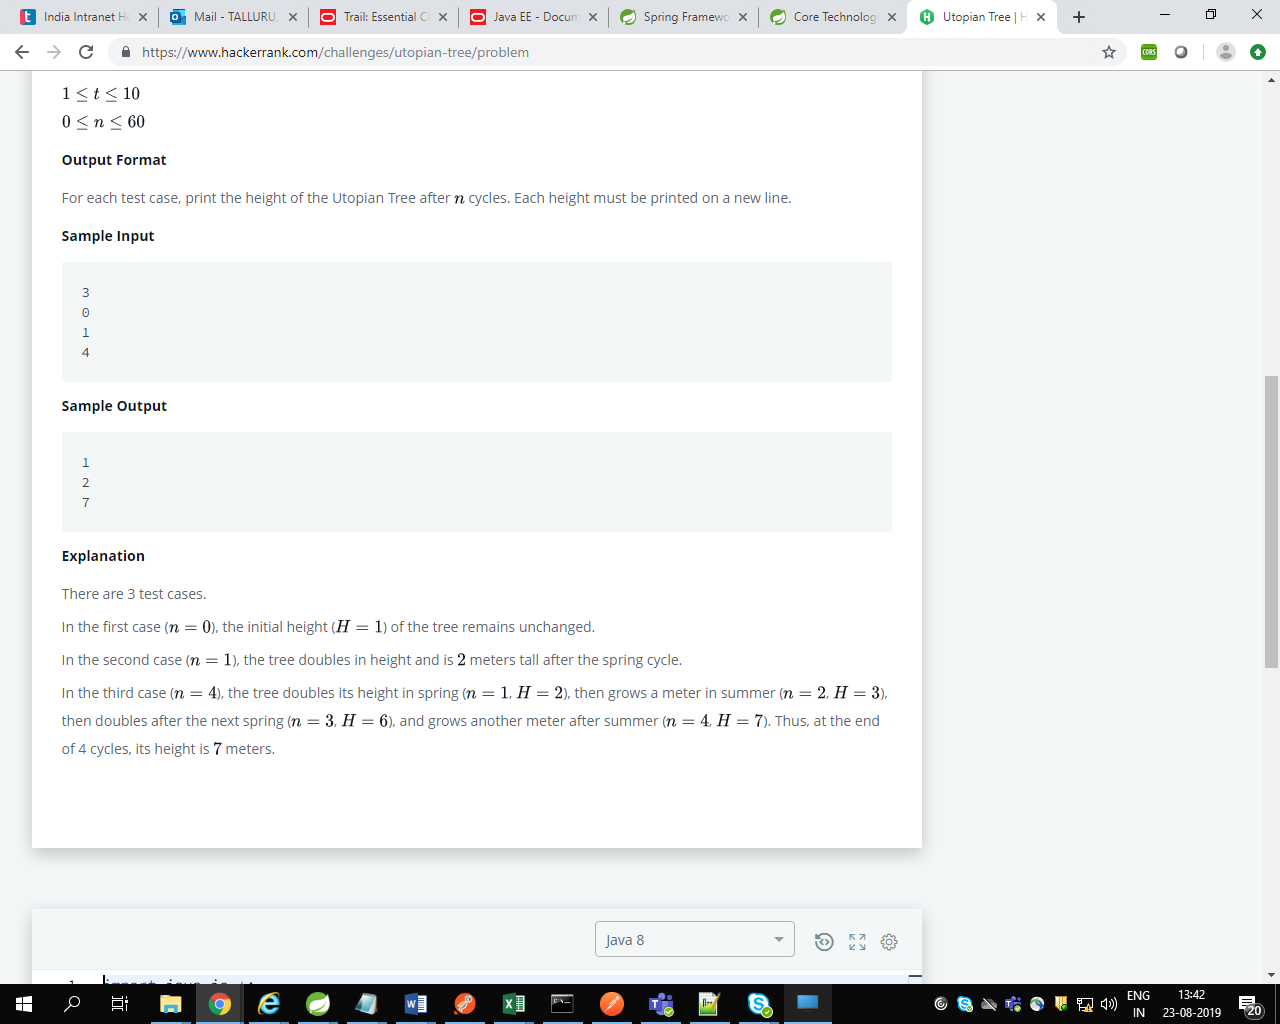 India Intranet Ho
Mail - TALLURU
Trail: Essential C
Java EE - Docum
Spring Framewo
Core Technolog
Utopian Tree | H
https://www.hackerrank.com/challenges/utopian-tree/problem
CORS
1 ≤ t ≤ 10
0 ≤ n ≤ 60
Output Format
For each test case, print the height of the Utopian Tree after n cycles. Each height must be printed on a new line.
Sample Input
3
0
1
4
Sample Output
1
2
7
Explanation
There are 3 test cases.
In the first case (n = 0), the initial height (H = 1) of the tree remains unchanged.
In the second case (n = 1), the tree doubles in height and is 2 meters tall after the spring cycle.
In the third case (n = 4), the tree doubles its height in spring (n = 1, H = 2), then grows a meter in summer (n = 2, H = 3),
then doubles after the next spring (n = 3, H = 6), and grows another meter after summer (n = 4, H = 7). Thus, at the end
of 4 cycles, its height is 7 meters.
Java 8
ENG
IN
13:42
23-08-2019
20